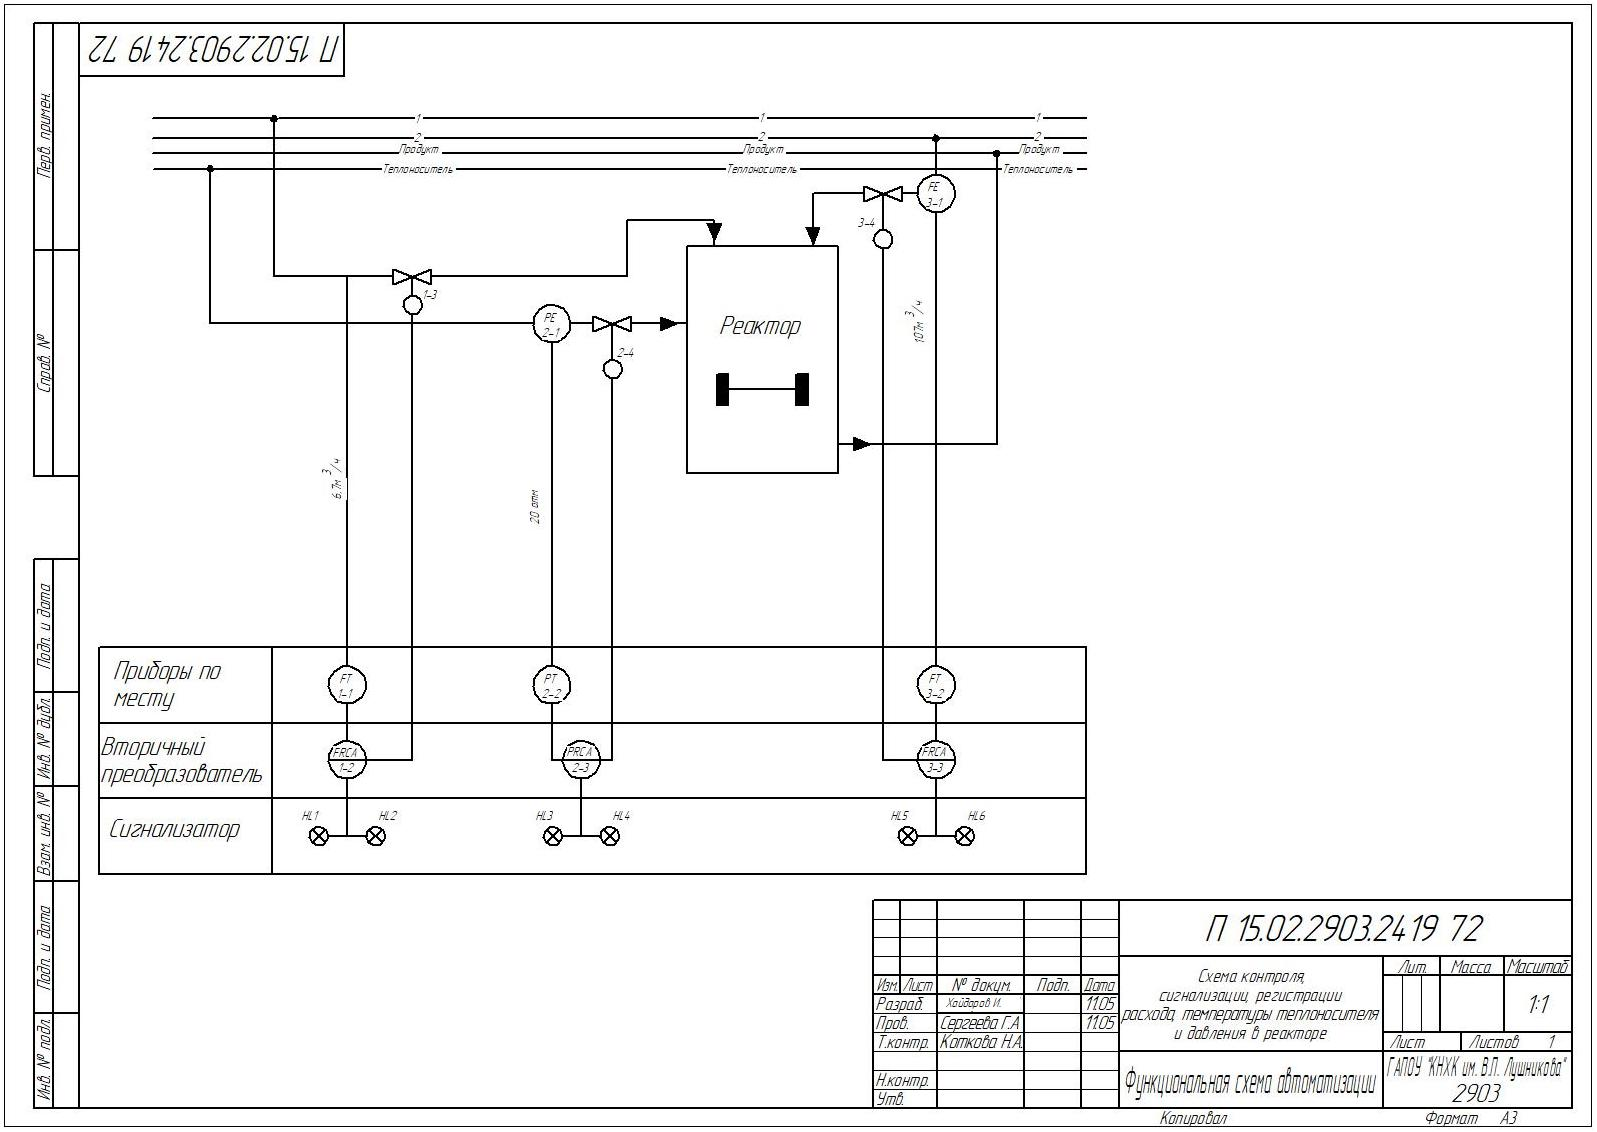 П 15.02.2903.2419 72
Перв. примен.
Справ. №
Подп. и дата
Инв. № дубл.
Взам. инв. №
Подп. и дата
Инв. № подл.
1 1 1
2 2 2
Продукт Продукт Продукт
Теплоноситель Теплоноситель Теплоноситель
FE
3-1
3-4
1-3
PE
2-1
2-4
Реактор
107м3/ч
6,7м3/ч
20 атм
Приборы по
месту
FT
1-1
PT
2-2
FT
3-2
Вторичный
преобразователь
FRCA
1-2
PRCA
2-3
FRCA
3-3
Сигнализатор
HL1 HL2 HL3 HL4 HL5 HL6
П 15.02.2903.2419 72
Изм. Лист № докум. Подп. Дата
Разраб. Хайдаров И. 11.05
Пров. Сергеева Г.А 11.05
Т.контр. Коткова Н.А.
Н.контр.
Утв.
Схема контроля,
сигнализации, регистрации
расхода, температуры теплоносителя
и давления в реакторе
Лит. Масса Масштаб
1:1
Лист Листов 1
Функциональная схема автоматизации
ГАПОУ "КНХК им. В.П. Лушникова"
2903
Копировал Формат А3